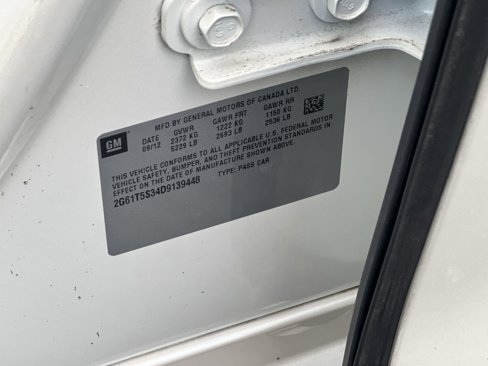 MFD BY GENERAL MOTORS OF CANADA LTD.
GM
DATE GVWR GAWR FRT GAWR RR
09/12 2372 KG 1222 KG 1150 KG
5229 LB 2693 LB 2536 LB
THIS VEHICLE CONFORMS TO ALL APPLICABLE U.S. FEDERAL MOTOR
VEHICLE SAFETY, BUMPER, AND THEFT PREVENTION STANDARDS IN
EFFECT ON THE DATE OF MANUFACTURE SHOWN ABOVE.
2G61T5S34D9139448 TYPE: PASS CAR